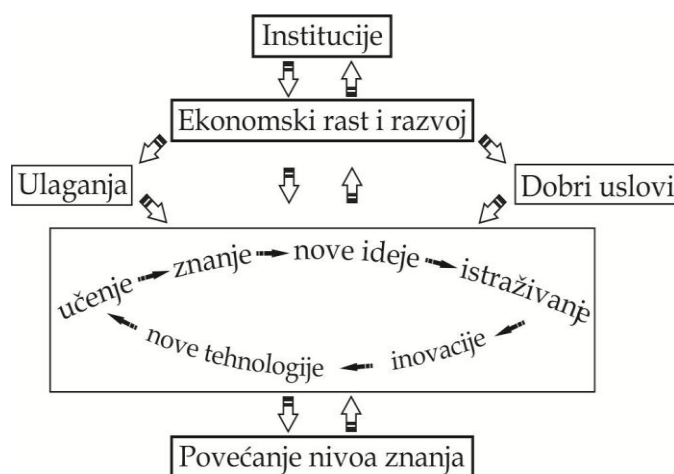 Institucije
Ekonomski rast i razvoj
Ulaganja
Dobri uslovi
učenje
znanje
nove ideje
istraživanje
inovacije
nove tehnologije
Povećanje nivoa znanja